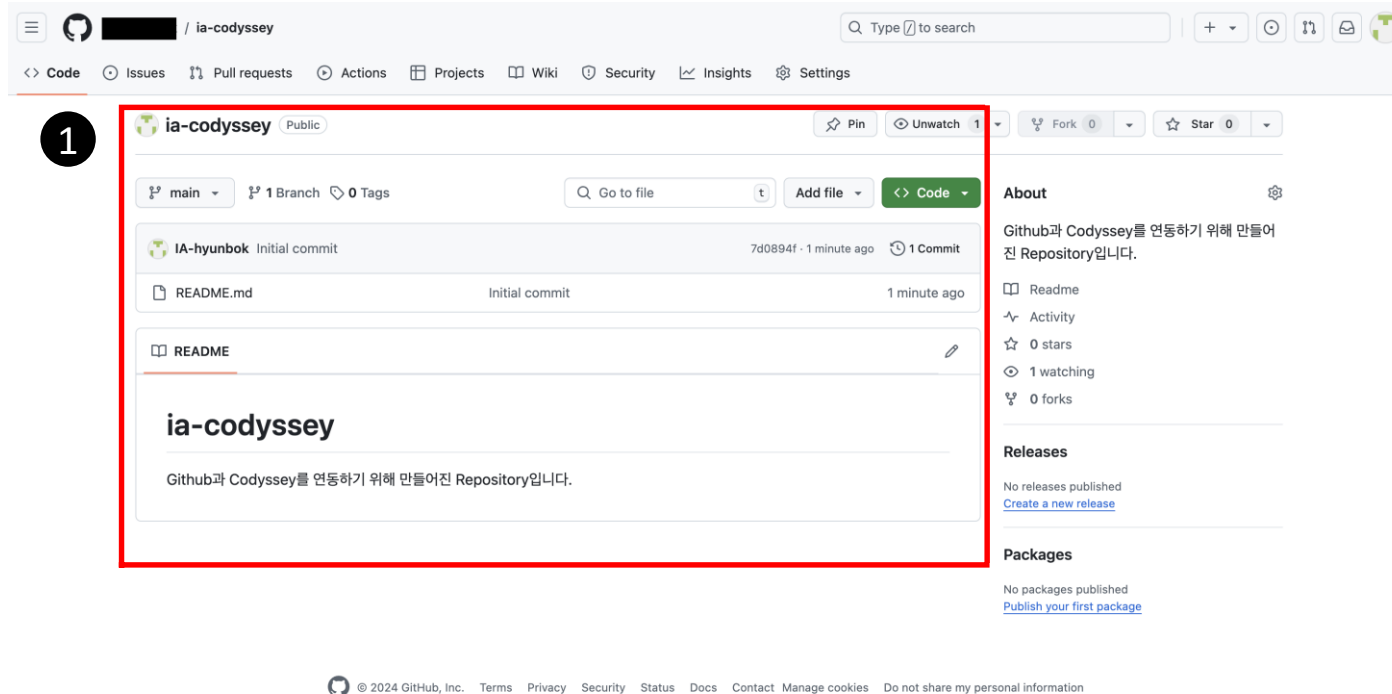 / ia-codyssey
Type / to search
Code Issues Pull requests Actions Projects Wiki Security Insights Settings
1
ia-codyssey Public
Pin Unwatch 1 Fork 0 Star 0
main 1 Branch 0 Tags Go to file t Add file Code
IA-hyunbok Initial commit 7d0894f · 1 minute ago 1 Commit
README.md Initial commit 1 minute ago
README
ia-codyssey
Github과 Codyssey를 연동하기 위해 만들어진 Repository입니다.
About
Github과 Codyssey를 연동하기 위해 만들어
진 Repository입니다.
Readme
Activity
0 stars
1 watching
0 forks
Releases
No releases published
Create a new release
Packages
No packages published
Publish your first package
© 2024 GitHub, Inc. Terms Privacy Security Status Docs Contact Manage cookies Do not share my personal information